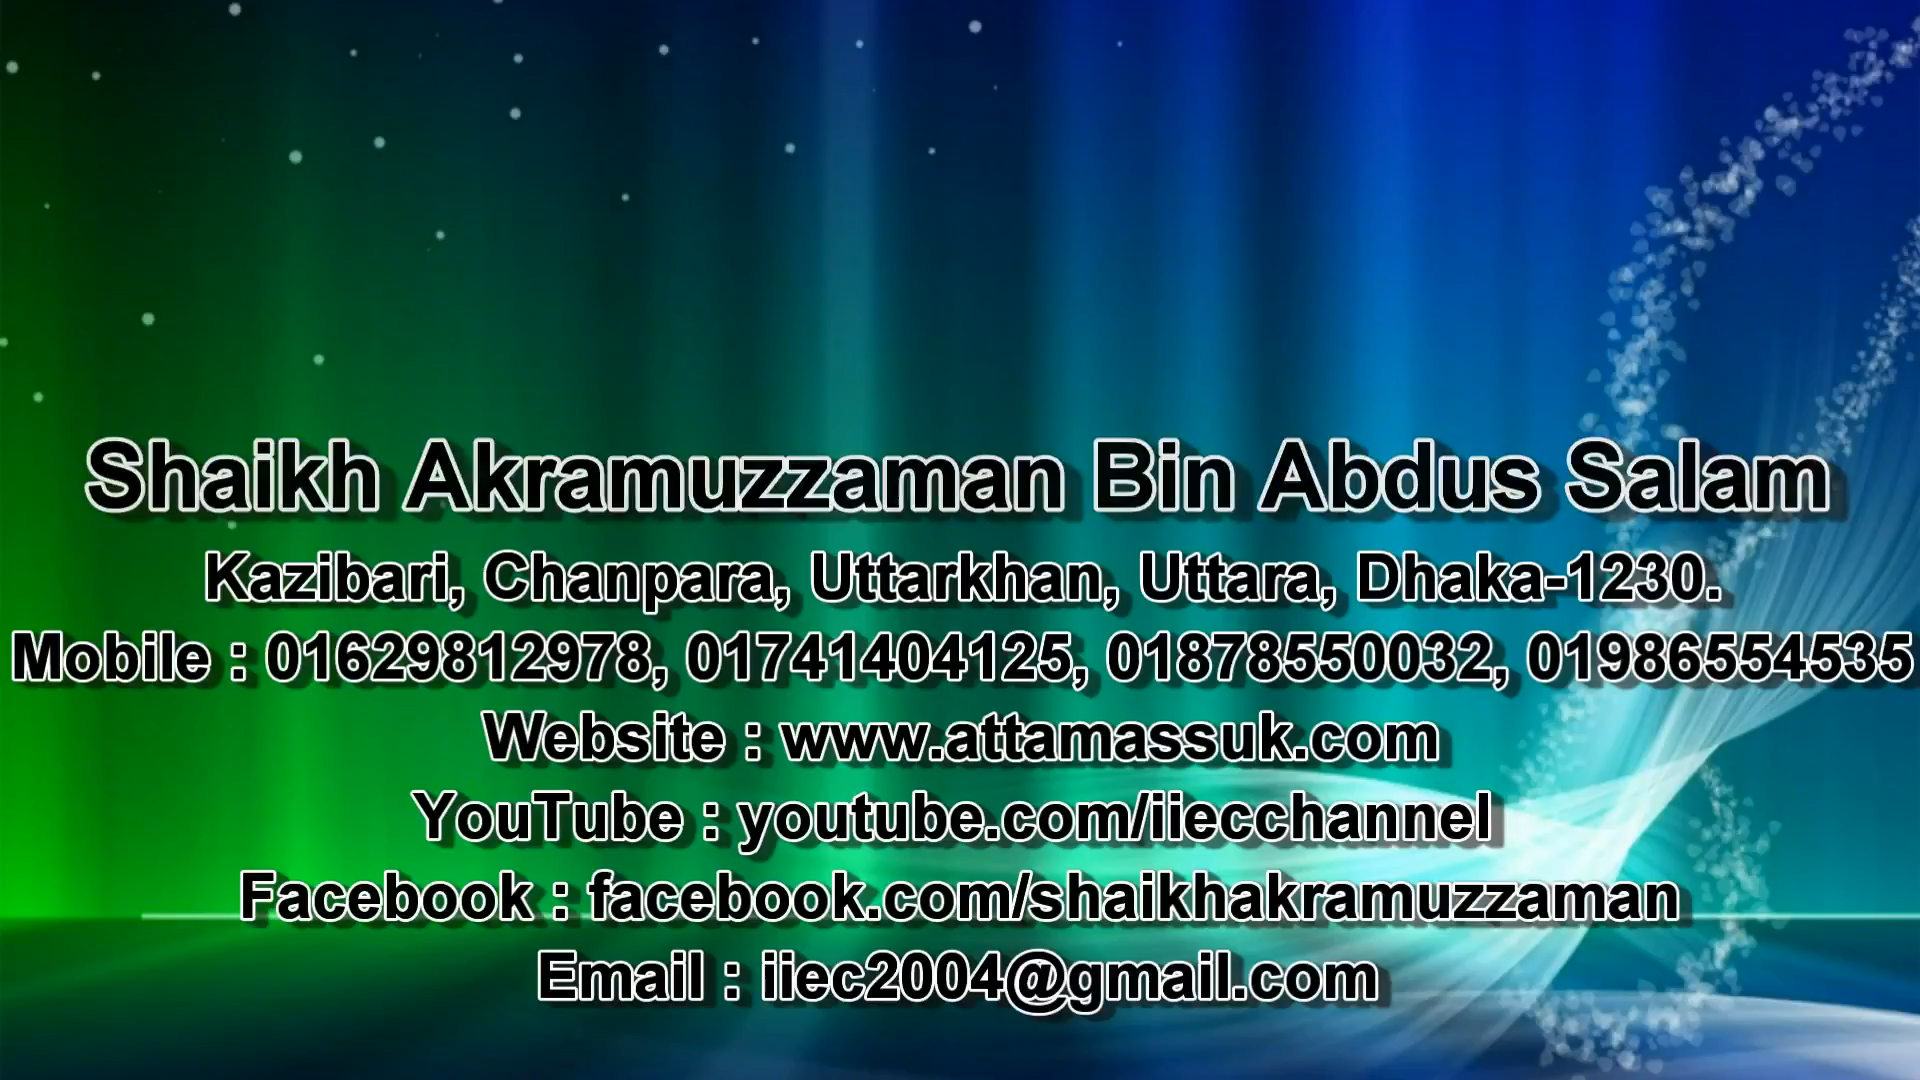 Shaikh Akramuzzaman Bin Abdus Salam
Kazibari, Chanpara, Uttarkhan, Uttara, Dhaka-1230.
Mobile : 01629812978, 01741404125, 01878550032, 01986554535
Website : www.attamassuk.com
YouTube : youtube.com/iiecchannel
Facebook : facebook.com/shaikhakramuzzaman
Email : iiec2004@gmail.com